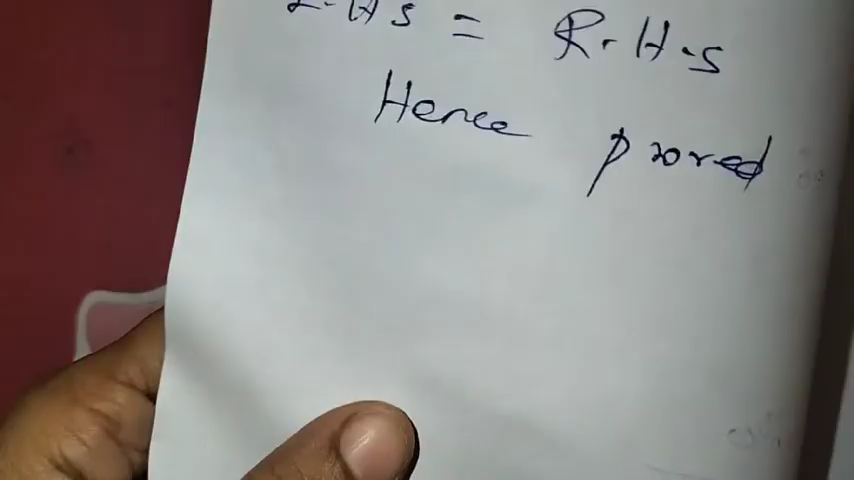 L.H s = R.H.s
Hence proved